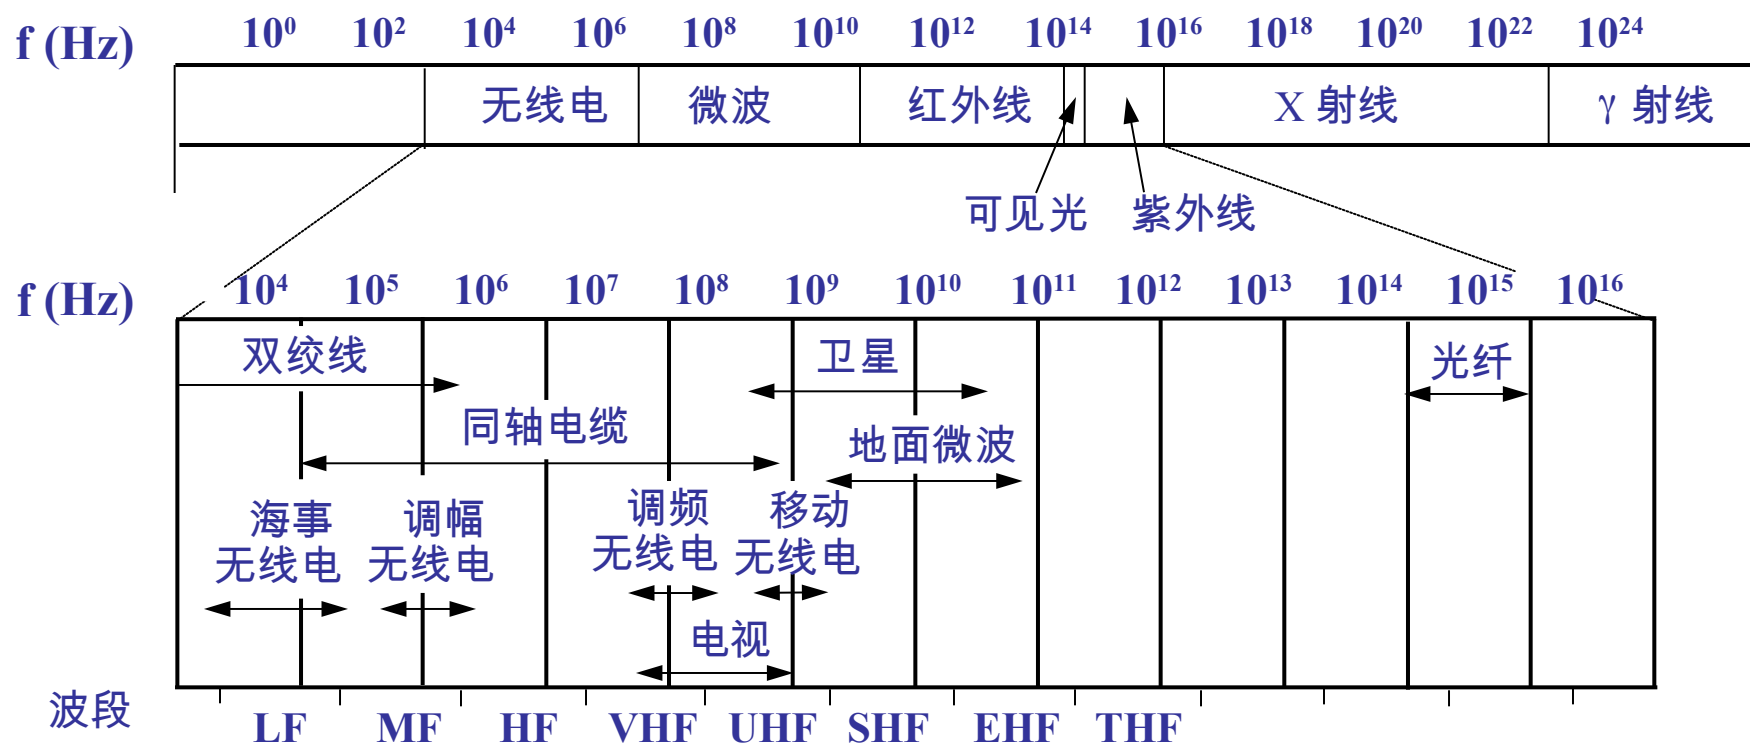 f (Hz) 10⁰ 10² 10⁴ 10⁶ 10⁸ 10¹⁰ 10¹² 10¹⁴ 10¹⁶ 10¹⁸ 10²⁰ 10²² 10²⁴
无线电 微波 红外线 X 射线 γ 射线
可见光 紫外线
f (Hz) 10⁴ 10⁵ 10⁶ 10⁷ 10⁸ 10⁹ 10¹⁰ 10¹¹ 10¹² 10¹³ 10¹⁴ 10¹⁵ 10¹⁶
双绞线 卫星 光纤
同轴电缆 地面微波
海事 调幅 调频 移动
无线电 无线电 无线电 无线电
电视
波段 LF MF HF VHF UHF SHF EHF THF